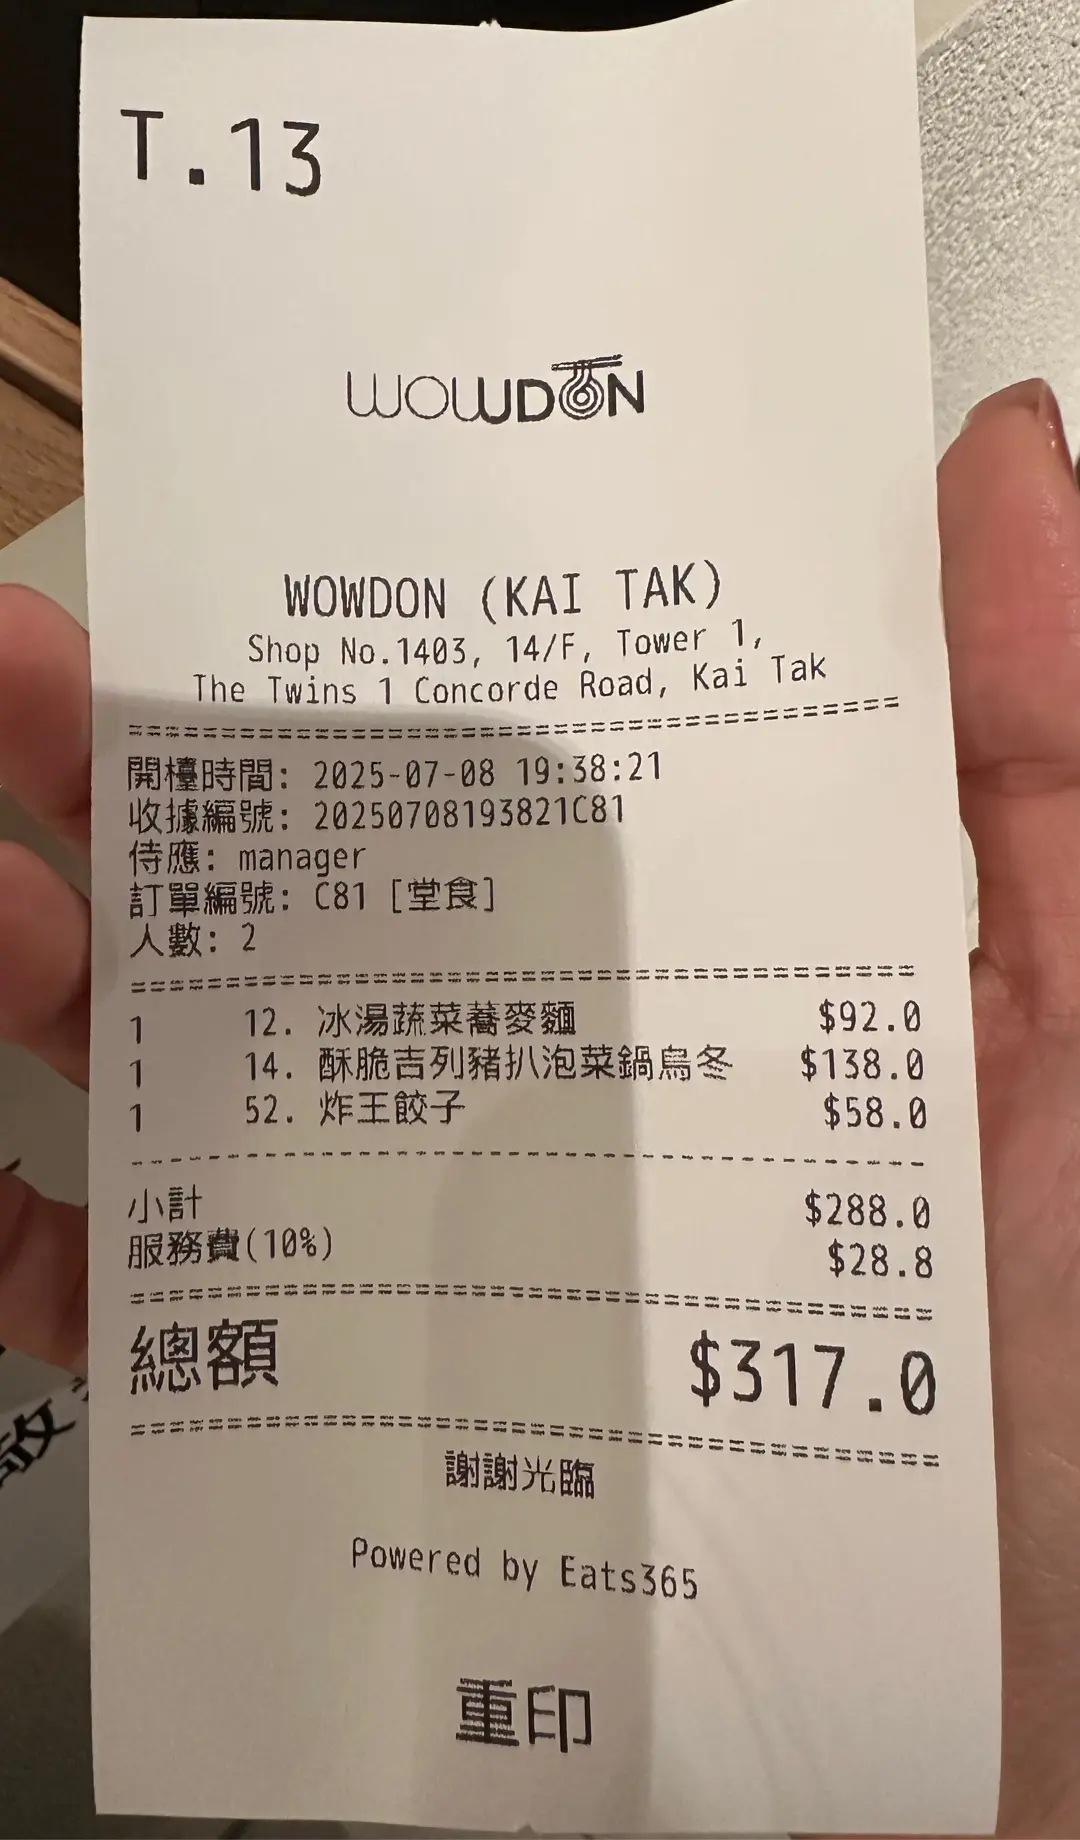 T.13
WOWDON
WOWDON (KAI TAK)
Shop No.1403, 14/F, Tower 1,
The Twins 1 Concorde Road, Kai Tak
開檯時間: 2025-07-08 19:38:21
收據編號: 20250708193821C81
侍應: manager
訂單編號: C81 [堂食]
人數: 2
1 12. 冰湯蔬菜蕎麥麵 $92.0
1 14. 酥脆吉列豬扒泡菜鍋烏冬 $138.0
1 52. 炸王餃子 $58.0
小計 $288.0
服務費(10%) $28.8
總額 $317.0
謝謝光臨
Powered by Eats365
重印